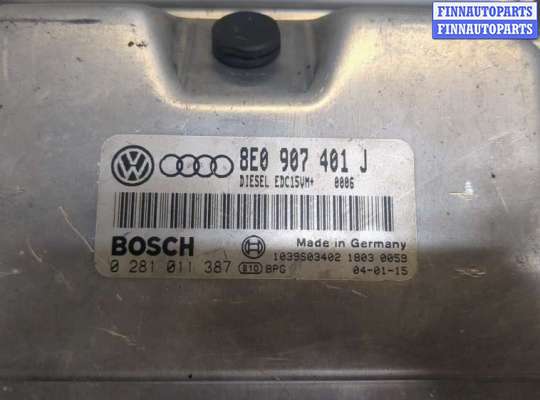 FINNAUTOPARTS
FINNAUTOPARTS
8E0 907 401 J
DIESEL EDC15VM+ 0006
BOSCH
Made in Germany
0 281 011 387 E10 BPG 1039S03402 1803 0059
04-01-15